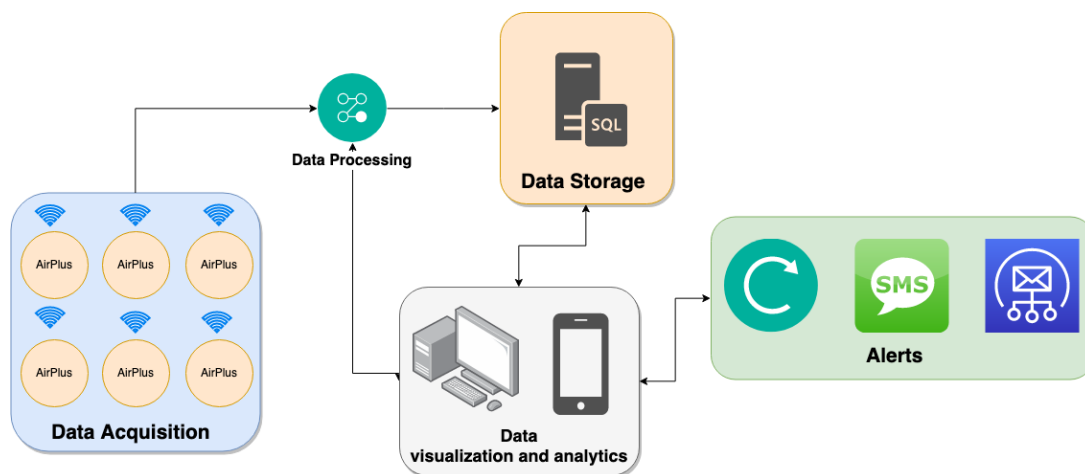 SQL
Data Processing
Data Storage
AirPlus AirPlus AirPlus
AirPlus AirPlus AirPlus
Data Acquisition
SMS
Alerts
Data
visualization and analytics